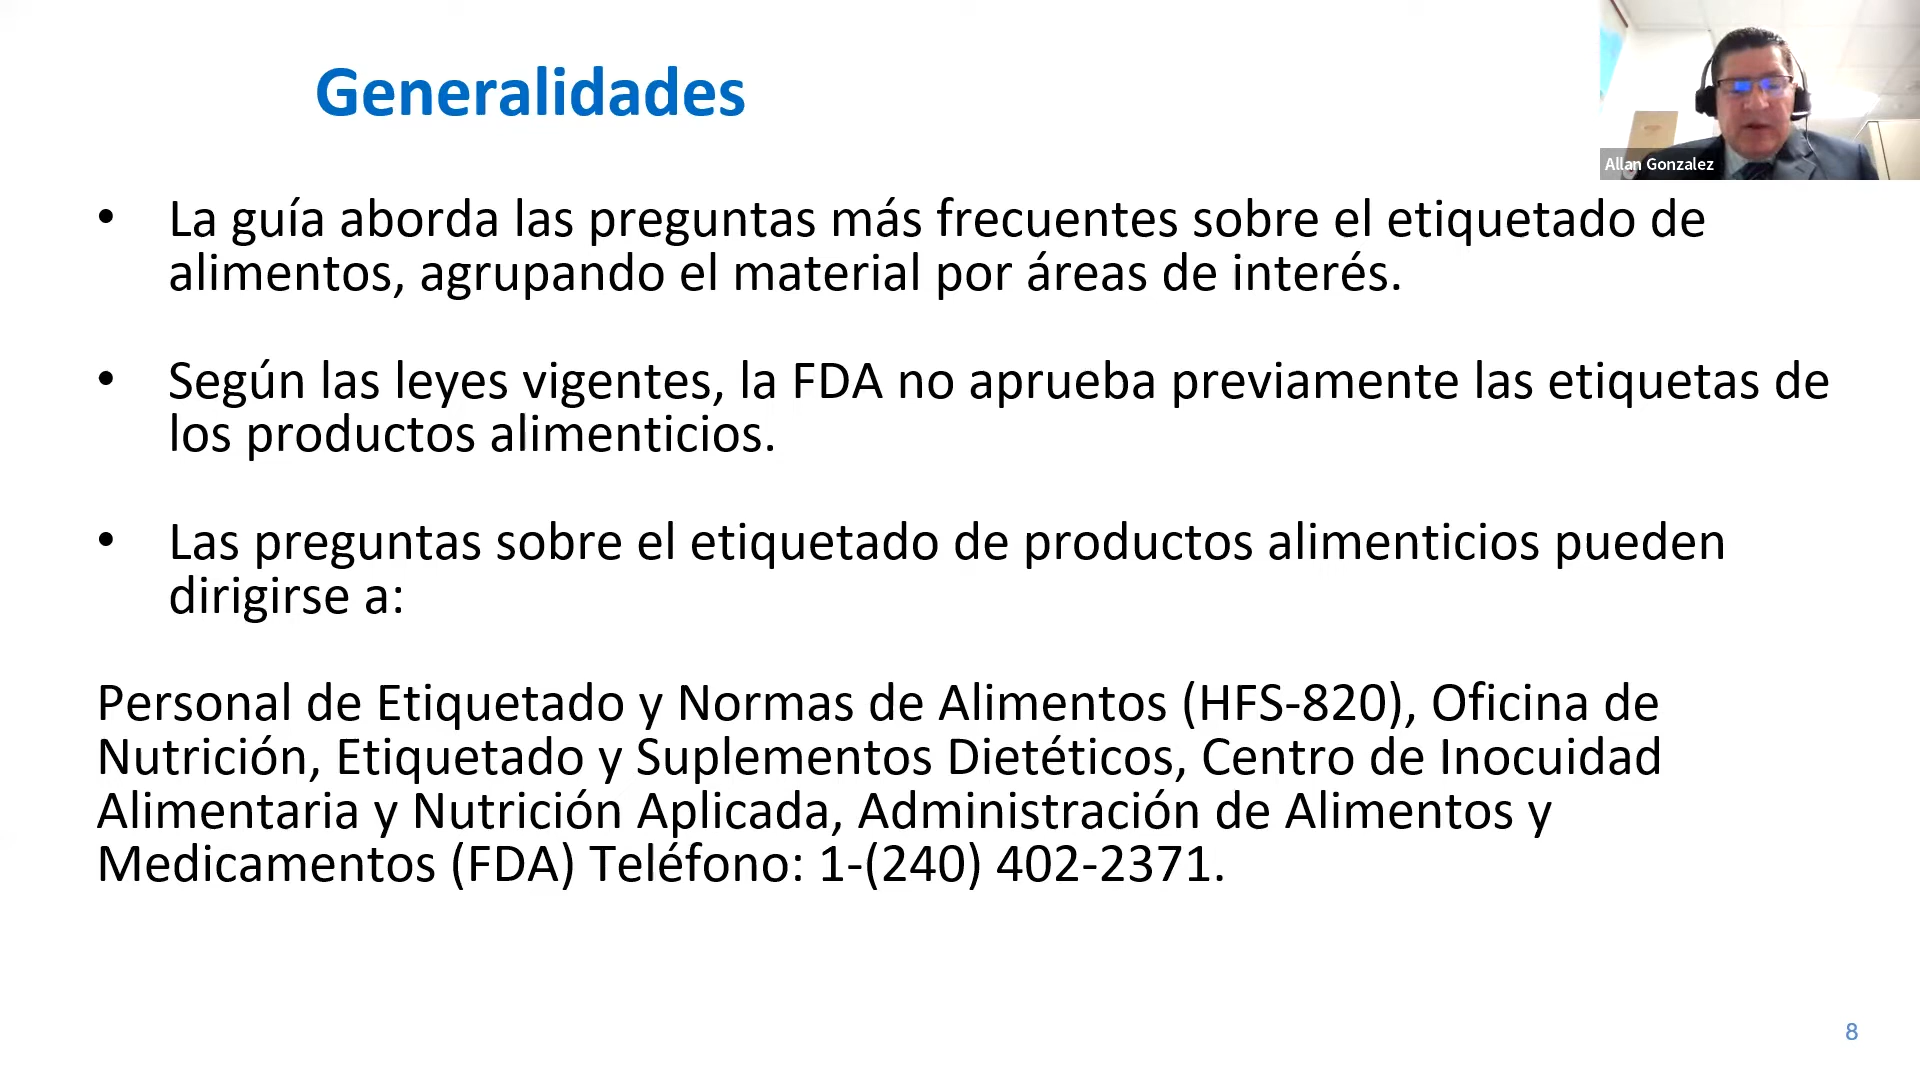 Generalidades
Allan Gonzalez
• La guía aborda las preguntas más frecuentes sobre el etiquetado de
alimentos, agrupando el material por áreas de interés.
• Según las leyes vigentes, la FDA no aprueba previamente las etiquetas de
los productos alimenticios.
• Las preguntas sobre el etiquetado de productos alimenticios pueden
dirigirse a:
Personal de Etiquetado y Normas de Alimentos (HFS-820), Oficina de
Nutrición, Etiquetado y Suplementos Dietéticos, Centro de Inocuidad
Alimentaria y Nutrición Aplicada, Administración de Alimentos y
Medicamentos (FDA) Teléfono: 1-(240) 402-2371.
8